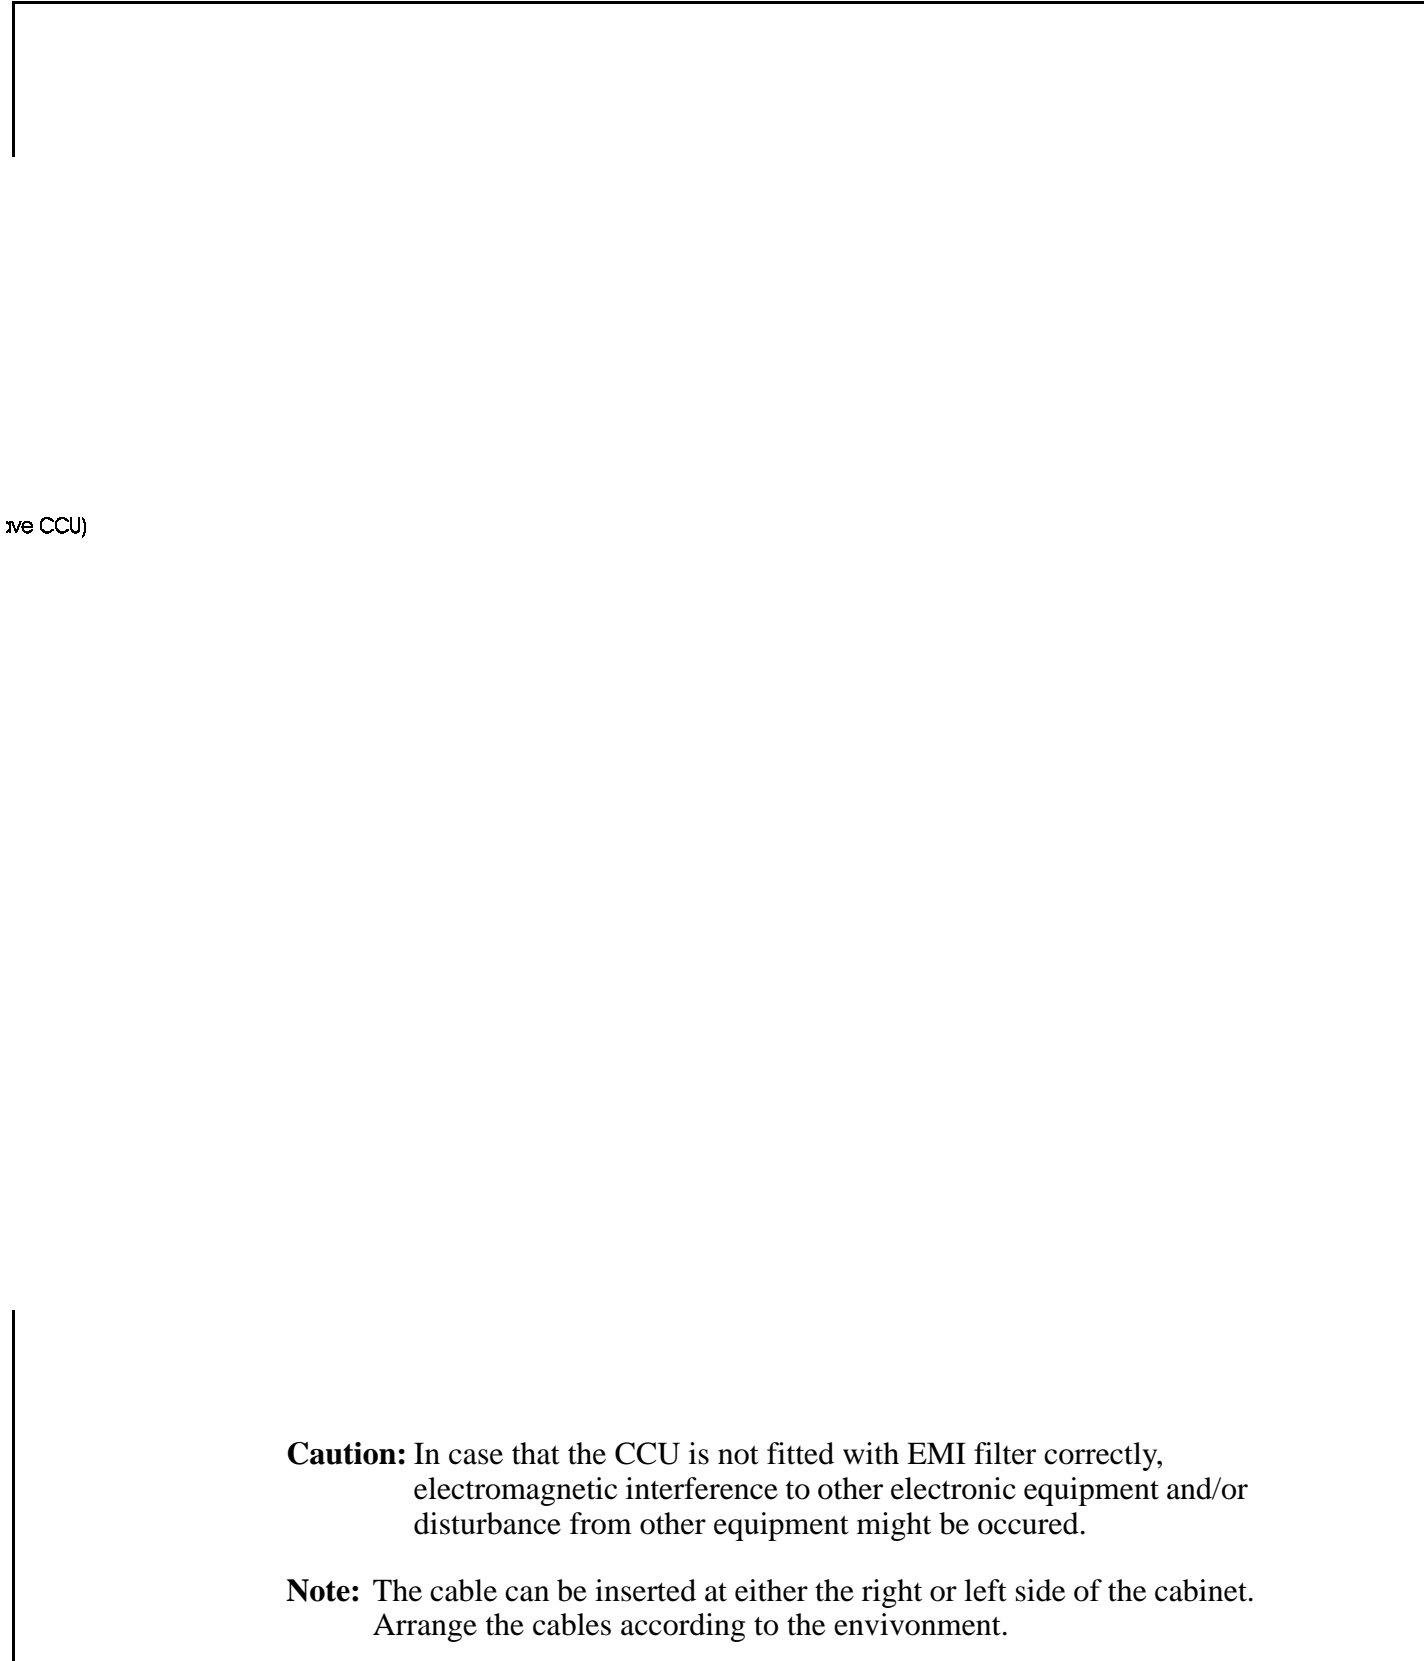 CCU)
Caution: In case that the CCU is not fitted with EMI filter correctly,
electromagnetic interference to other electronic equipment and/or
disturbance from other equipment might be occured.
Note: The cable can be inserted at either the right or left side of the cabinet.
Arrange the cables according to the envivonment.